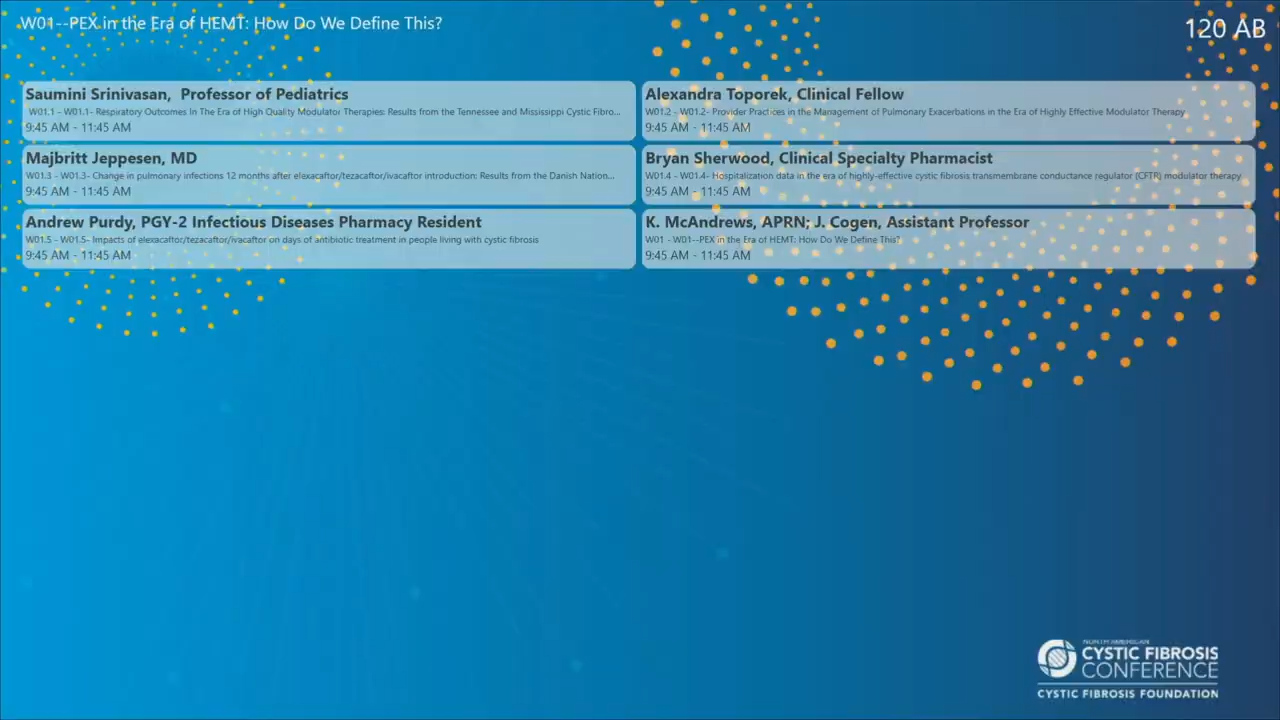 W01--PEX in the Era of HEMT: How Do We Define This?
120 AB
Saumini Srinivasan, Professor of Pediatrics
W01.1 - W01.1- Respiratory Outcomes In The Era of High Quality Modulator Therapies: Results from the Tennessee and Mississippi Cystic Fibro...
9:45 AM - 11:45 AM
Alexandra Toporek, Clinical Fellow
W01.2 - W01.2- Provider Practices in the Management of Pulmonary Exacerbations in the Era of Highly Effective Modulator Therapy
9:45 AM - 11:45 AM
Majbritt Jeppesen, MD
W01.3 - W01.3- Change in pulmonary infections 12 months after elexacaftor/tezacaftor/ivacaftor introduction: Results from the Danish Nation...
9:45 AM - 11:45 AM
Bryan Sherwood, Clinical Specialty Pharmacist
W01.4 - W01.4- Hospitalization data in the era of highly-effective cystic fibrosis transmembrane conductance regulator (CFTR) modulator therapy
9:45 AM - 11:45 AM
Andrew Purdy, PGY-2 Infectious Diseases Pharmacy Resident
W01.5 - W01.5- Impacts of elexacaftor/tezacaftor/ivacaftor on days of antibiotic treatment in people living with cystic fibrosis
9:45 AM - 11:45 AM
K. McAndrews, APRN; J. Cogen, Assistant Professor
W01 - W01--PEX in the Era of HEMT: How Do We Define This?
9:45 AM - 11:45 AM
NORTH AMERICAN
CYSTIC FIBROSIS
CONFERENCE
CYSTIC FIBROSIS FOUNDATION